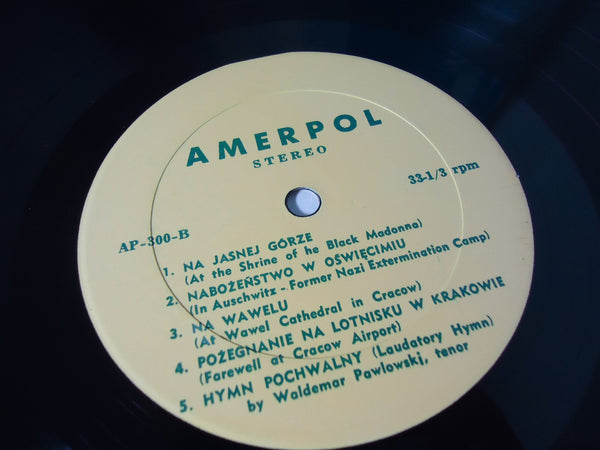 AMERPOL
STEREO
33-1/3 rpm
AP-300-B
1. NA JASNEJ GÓRZE
(At the Shrine of he Black Madonna)
2. NABOŻEŃSTWO W OŚWIĘCIMIU
(In Auschwitz - Former Nazi Extermination Camp)
3. NA WAWELU
(At Wawel Cathedral in Cracow)
4. POŻEGNANIE NA LOTNISKU W KRAKOWIE
(Farewell at Cracow Airport)
5. HYMN POCHWALNY (Laudatory Hymn)
by Waldemar Pawlowski, tenor